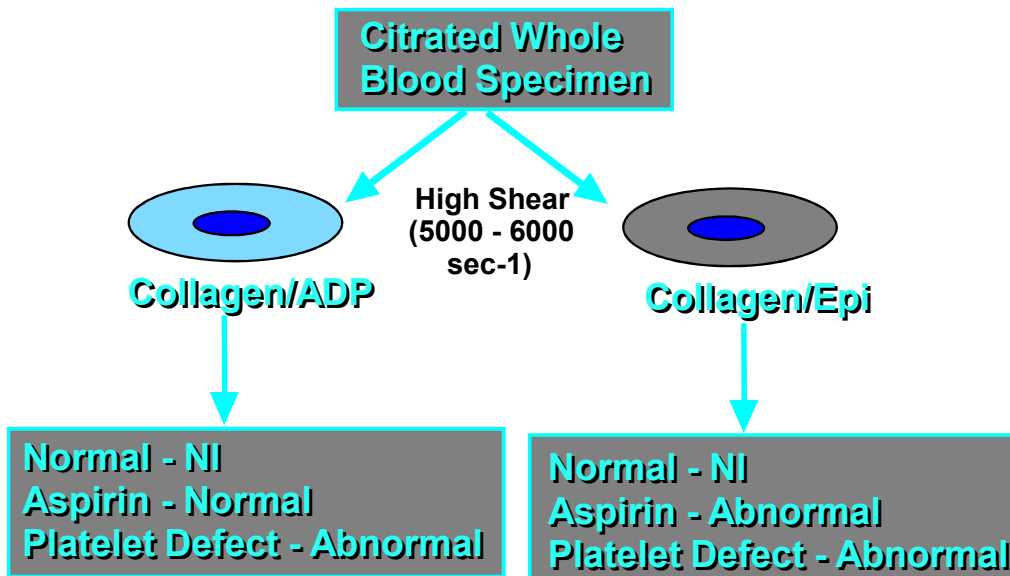 Citrated Whole
Blood Specimen
High Shear
(5000 - 6000
sec-1)
Collagen/ADP
Collagen/Epi
Normal - Nl
Aspirin - Normal
Platelet Defect - Abnormal
Normal - Nl
Aspirin - Abnormal
Platelet Defect - Abnormal